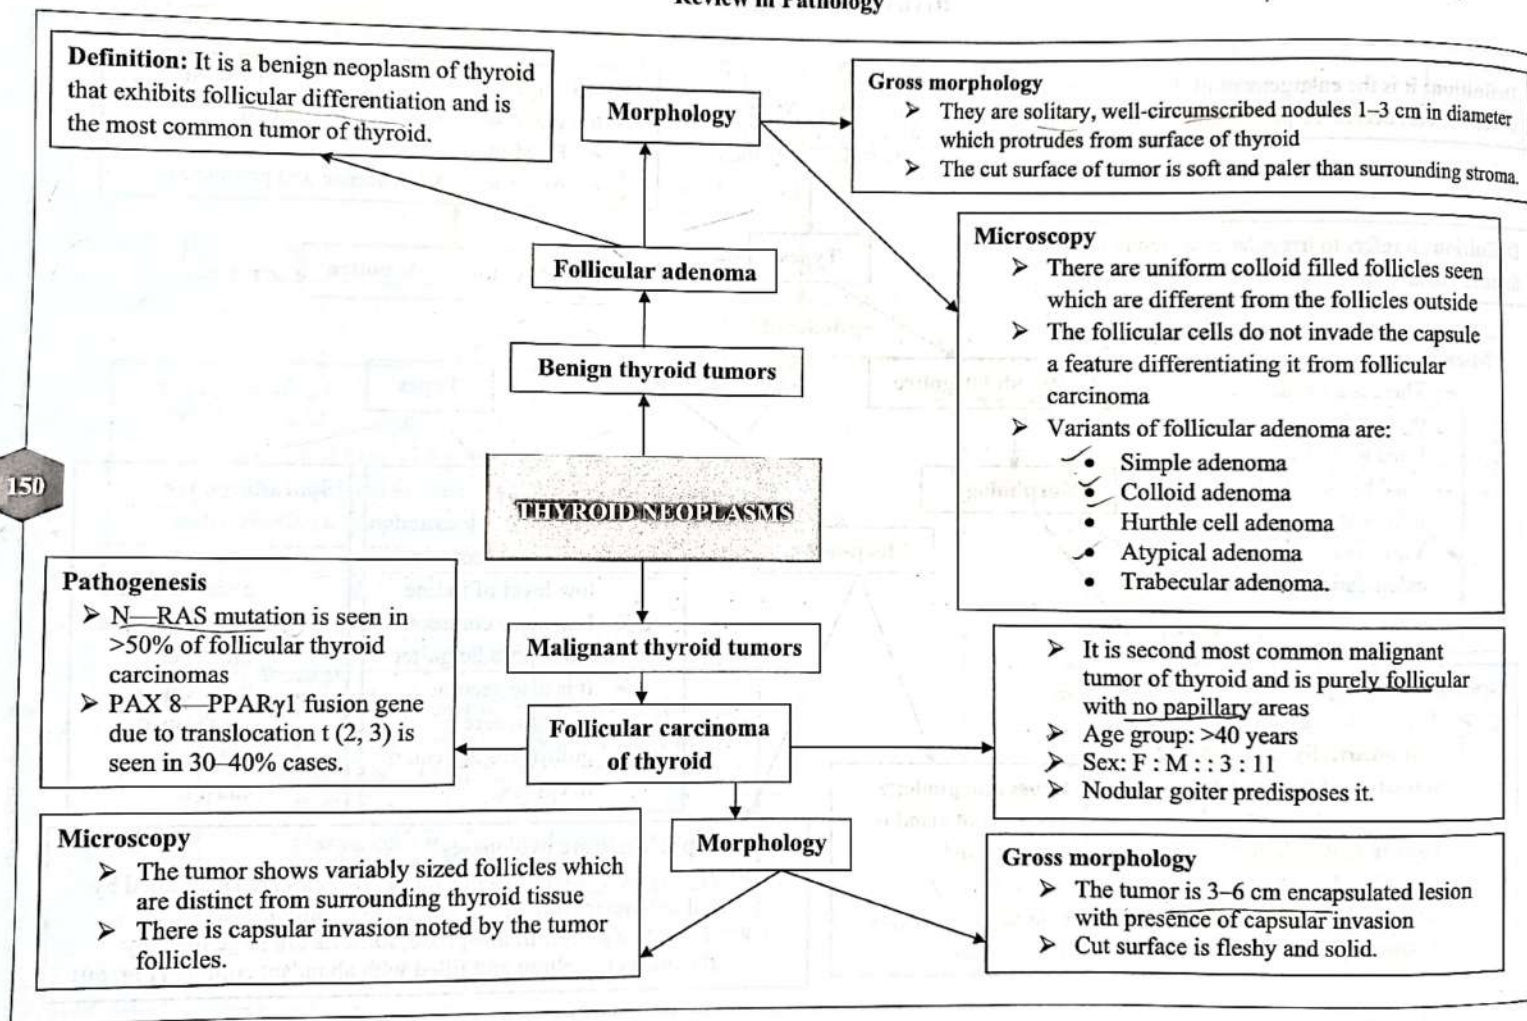 Review in Pathology
Definition: It is a benign neoplasm of thyroid
that exhibits follicular differentiation and is
the most common tumor of thyroid.
Morphology
Gross morphology
➢ They are solitary, well-circumscribed nodules 1–3 cm in diameter
which protrudes from surface of thyroid
➢ The cut surface of tumor is soft and paler than surrounding stroma.
Follicular adenoma
Microscopy
➢ There are uniform colloid filled follicles seen
which are different from the follicles outside
➢ The follicular cells do not invade the capsule
a feature differentiating it from follicular
carcinoma
➢ Variants of follicular adenoma are:
• Simple adenoma
• Colloid adenoma
• Hurthle cell adenoma
• Atypical adenoma
• Trabecular adenoma.
Benign thyroid tumors
150
THYROID NEOPLASMS
Pathogenesis
➢ N—RAS mutation is seen in
>50% of follicular thyroid
carcinomas
➢ PAX 8—PPARγ1 fusion gene
due to translocation t (2, 3) is
seen in 30–40% cases.
Malignant thyroid tumors
Follicular carcinoma
of thyroid
➢ It is second most common malignant
tumor of thyroid and is purely follicular
with no papillary areas
➢ Age group: >40 years
➢ Sex: F : M : : 3 : 11
➢ Nodular goiter predisposes it.
Microscopy
➢ The tumor shows variably sized follicles which
are distinct from surrounding thyroid tissue
➢ There is capsular invasion noted by the tumor
follicles.
Morphology
Gross morphology
➢ The tumor is 3–6 cm encapsulated lesion
with presence of capsular invasion
➢ Cut surface is fleshy and solid.